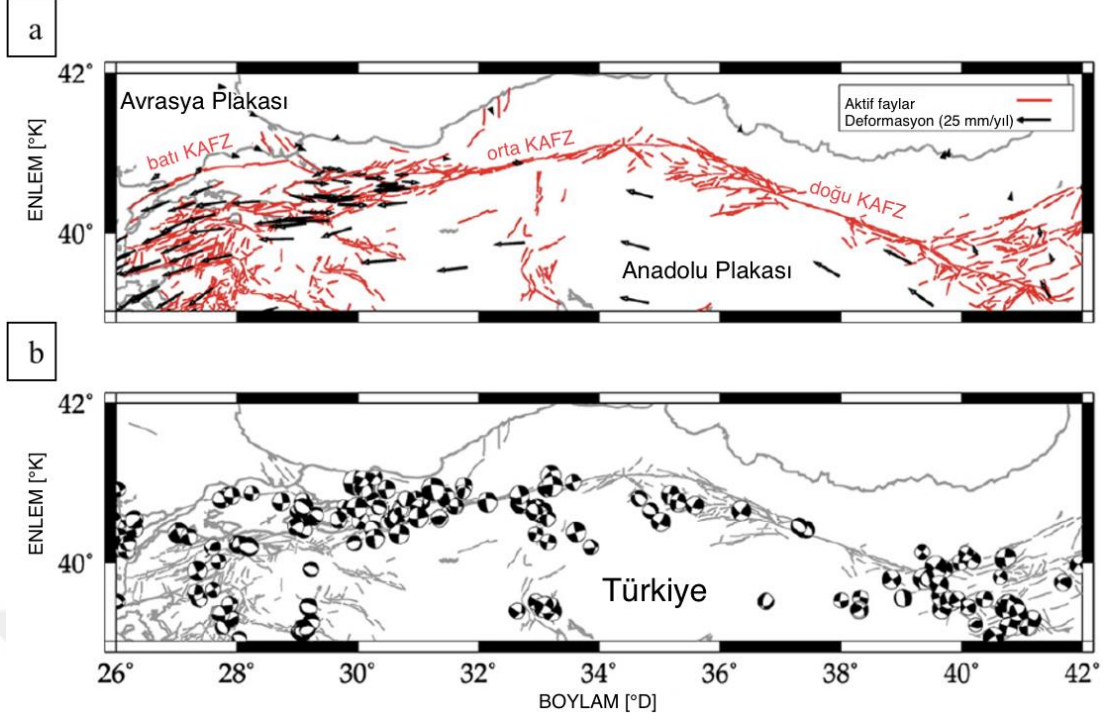 a
42°
Avrasya Plakası
Aktif faylar
Deformasyon (25 mm/yıl)
batı KAFZ
orta KAFZ
doğu KAFZ
ENLEM [°K]
40°
Anadolu Plakası
b
42°
ENLEM [°K]
40°
Türkiye
26° 28° 30° 32° 34° 36° 38° 40° 42°
BOYLAM [°D]